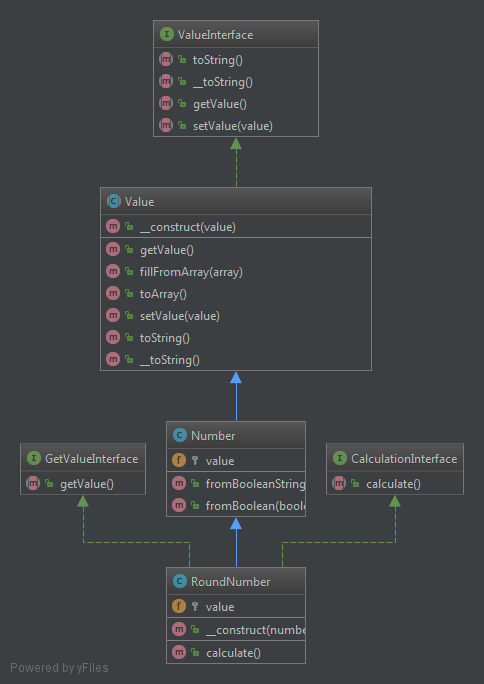 ValueInterface
toString()
__toString()
getValue()
setValue(value)
Value
__construct(value)
getValue()
fillFromArray(array)
toArray()
setValue(value)
toString()
__toString()
Number
value
fromBooleanString
fromBoolean(boole
GetValueInterface
getValue()
CalculationInterface
calculate()
RoundNumber
value
__construct(numbe
calculate()
Powered by yFiles